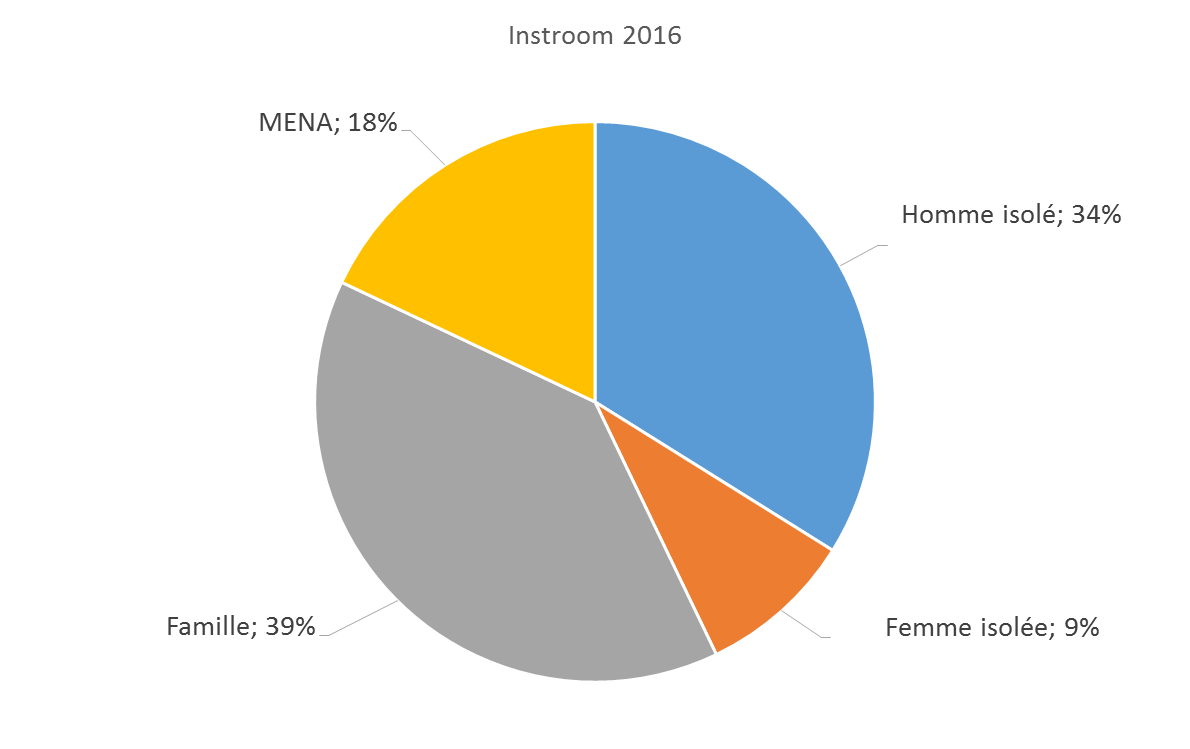 Instroom 2016
MENA; 18%
Homme isolé; 34%
Famille; 39%
Femme isolée; 9%